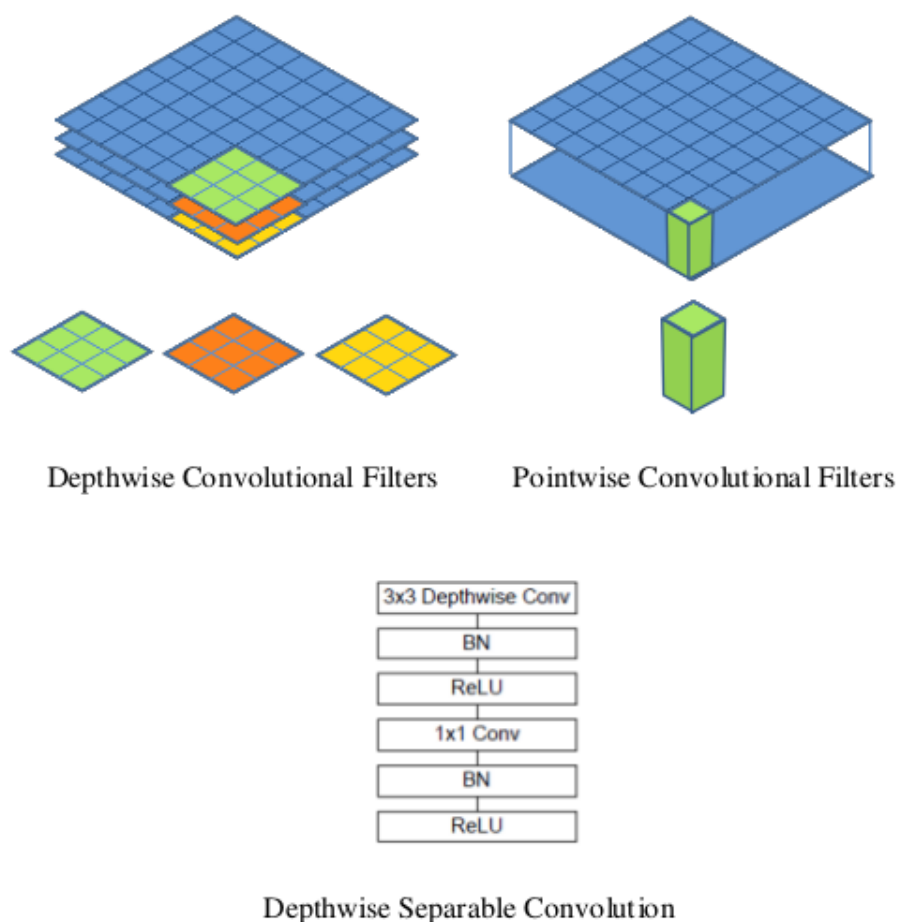 Depthwise Convolutional Filters
Pointwise Convolutional Filters
3x3 Depthwise Conv
BN
ReLU
1x1 Conv
BN
ReLU
Depthwise Separable Convolution